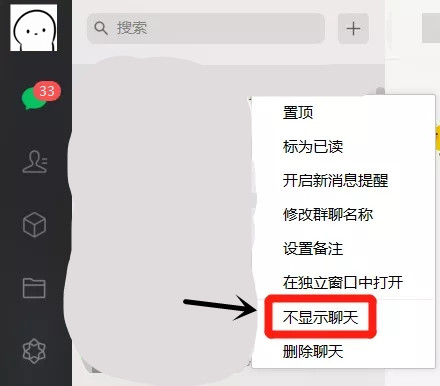 搜索
33
置顶
标为已读
开启新消息提醒
修改群聊名称
设置备注
在独立窗口中打开
不显示聊天
删除聊天